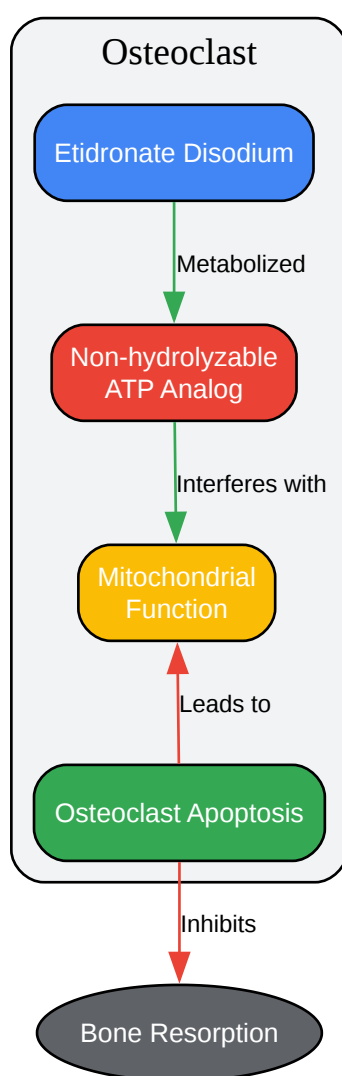 Osteoclast
Etidronate Disodium
Metabolized
Non-hydrolyzable
ATP Analog
Interferes with
Mitochondrial
Function
Leads to
Osteoclast Apoptosis
Inhibits
Bone Resorption